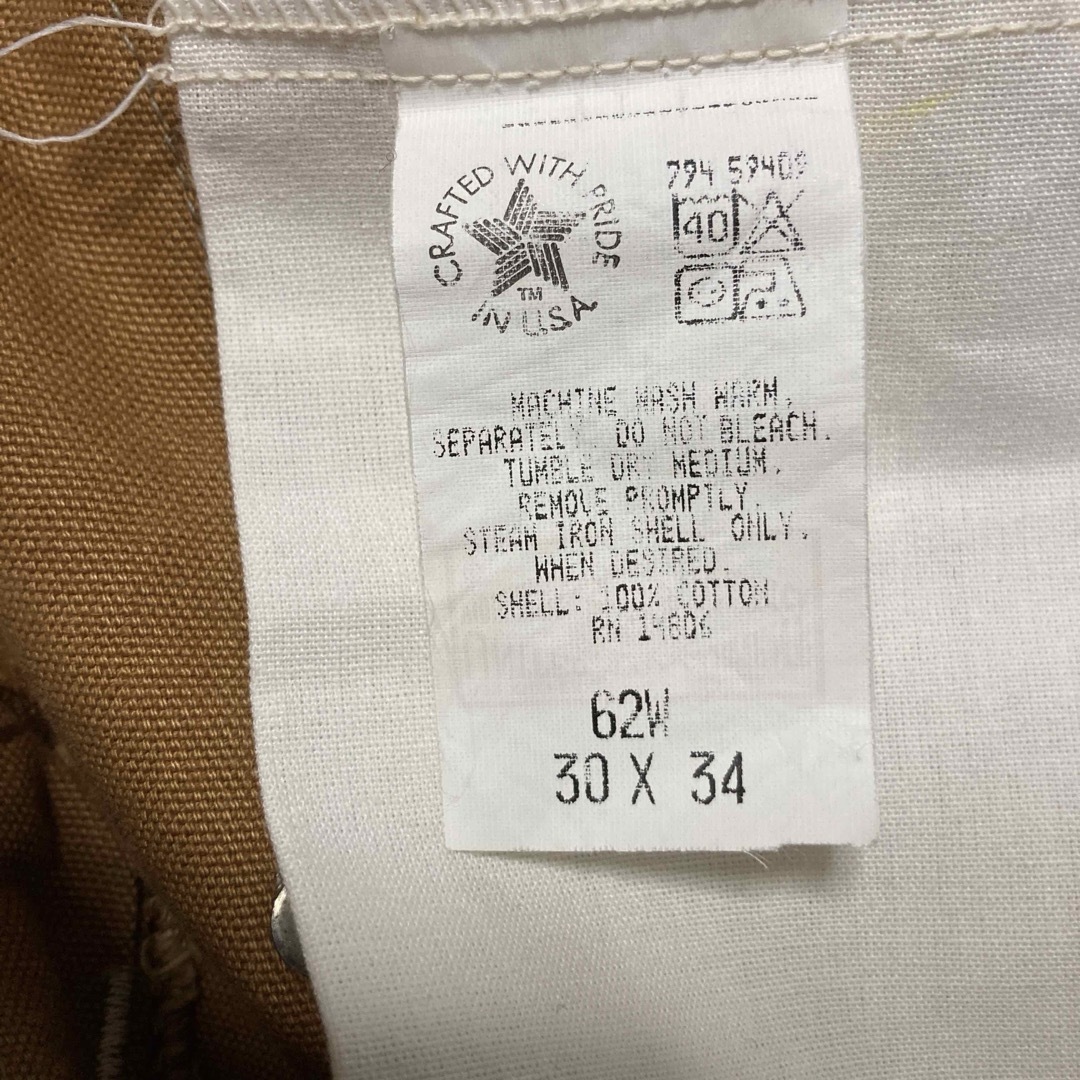 CRAFTED WITH PRIDE
IN USA
TM
794 59409
40
MACHINE WASH WARM,
SEPARATELY. DO NOT BLEACH.
TUMBLE DRY MEDIUM,
REMOVE PROMPTLY.
STEAM IRON SHELL ONLY,
WHEN DESIRED.
SHELL: 100% COTTON
RN 14806
62W
30 X 34